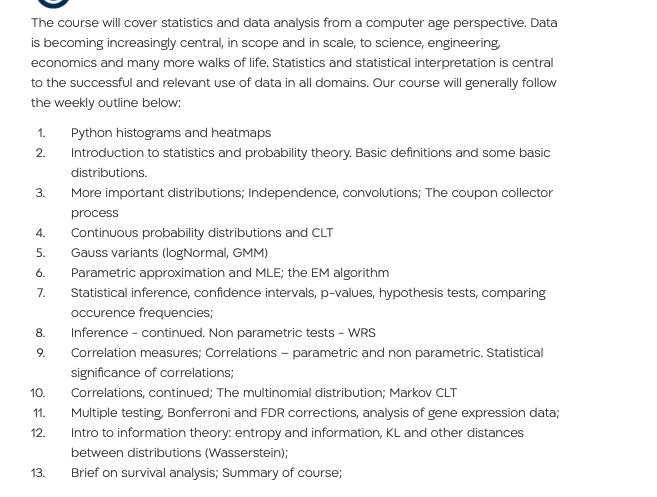 The course will cover statistics and data analysis from a computer age perspective. Data
is becoming increasingly central, in scope and in scale, to science, engineering,
economics and many more walks of life. Statistics and statistical interpretation is central
to the successful and relevant use of data in all domains. Our course will generally follow
the weekly outline below:
1. Python histograms and heatmaps
2. Introduction to statistics and probability theory. Basic definitions and some basic
distributions.
3. More important distributions; Independence, convolutions; The coupon collector
process
4. Continuous probability distributions and CLT
5. Gauss variants (logNormal, GMM)
6. Parametric approximation and MLE; the EM algorithm
7. Statistical inference, confidence intervals, p-values, hypothesis tests, comparing
occurence frequencies;
8. Inference - continued. Non parametric tests - WRS
9. Correlation measures; Correlations – parametric and non parametric. Statistical
significance of correlations;
10. Correlations, continued; The multinomial distribution; Markov CLT
11. Multiple testing, Bonferroni and FDR corrections, analysis of gene expression data;
12. Intro to information theory: entropy and information, KL and other distances
between distributions (Wasserstein);
13. Brief on survival analysis; Summary of course;